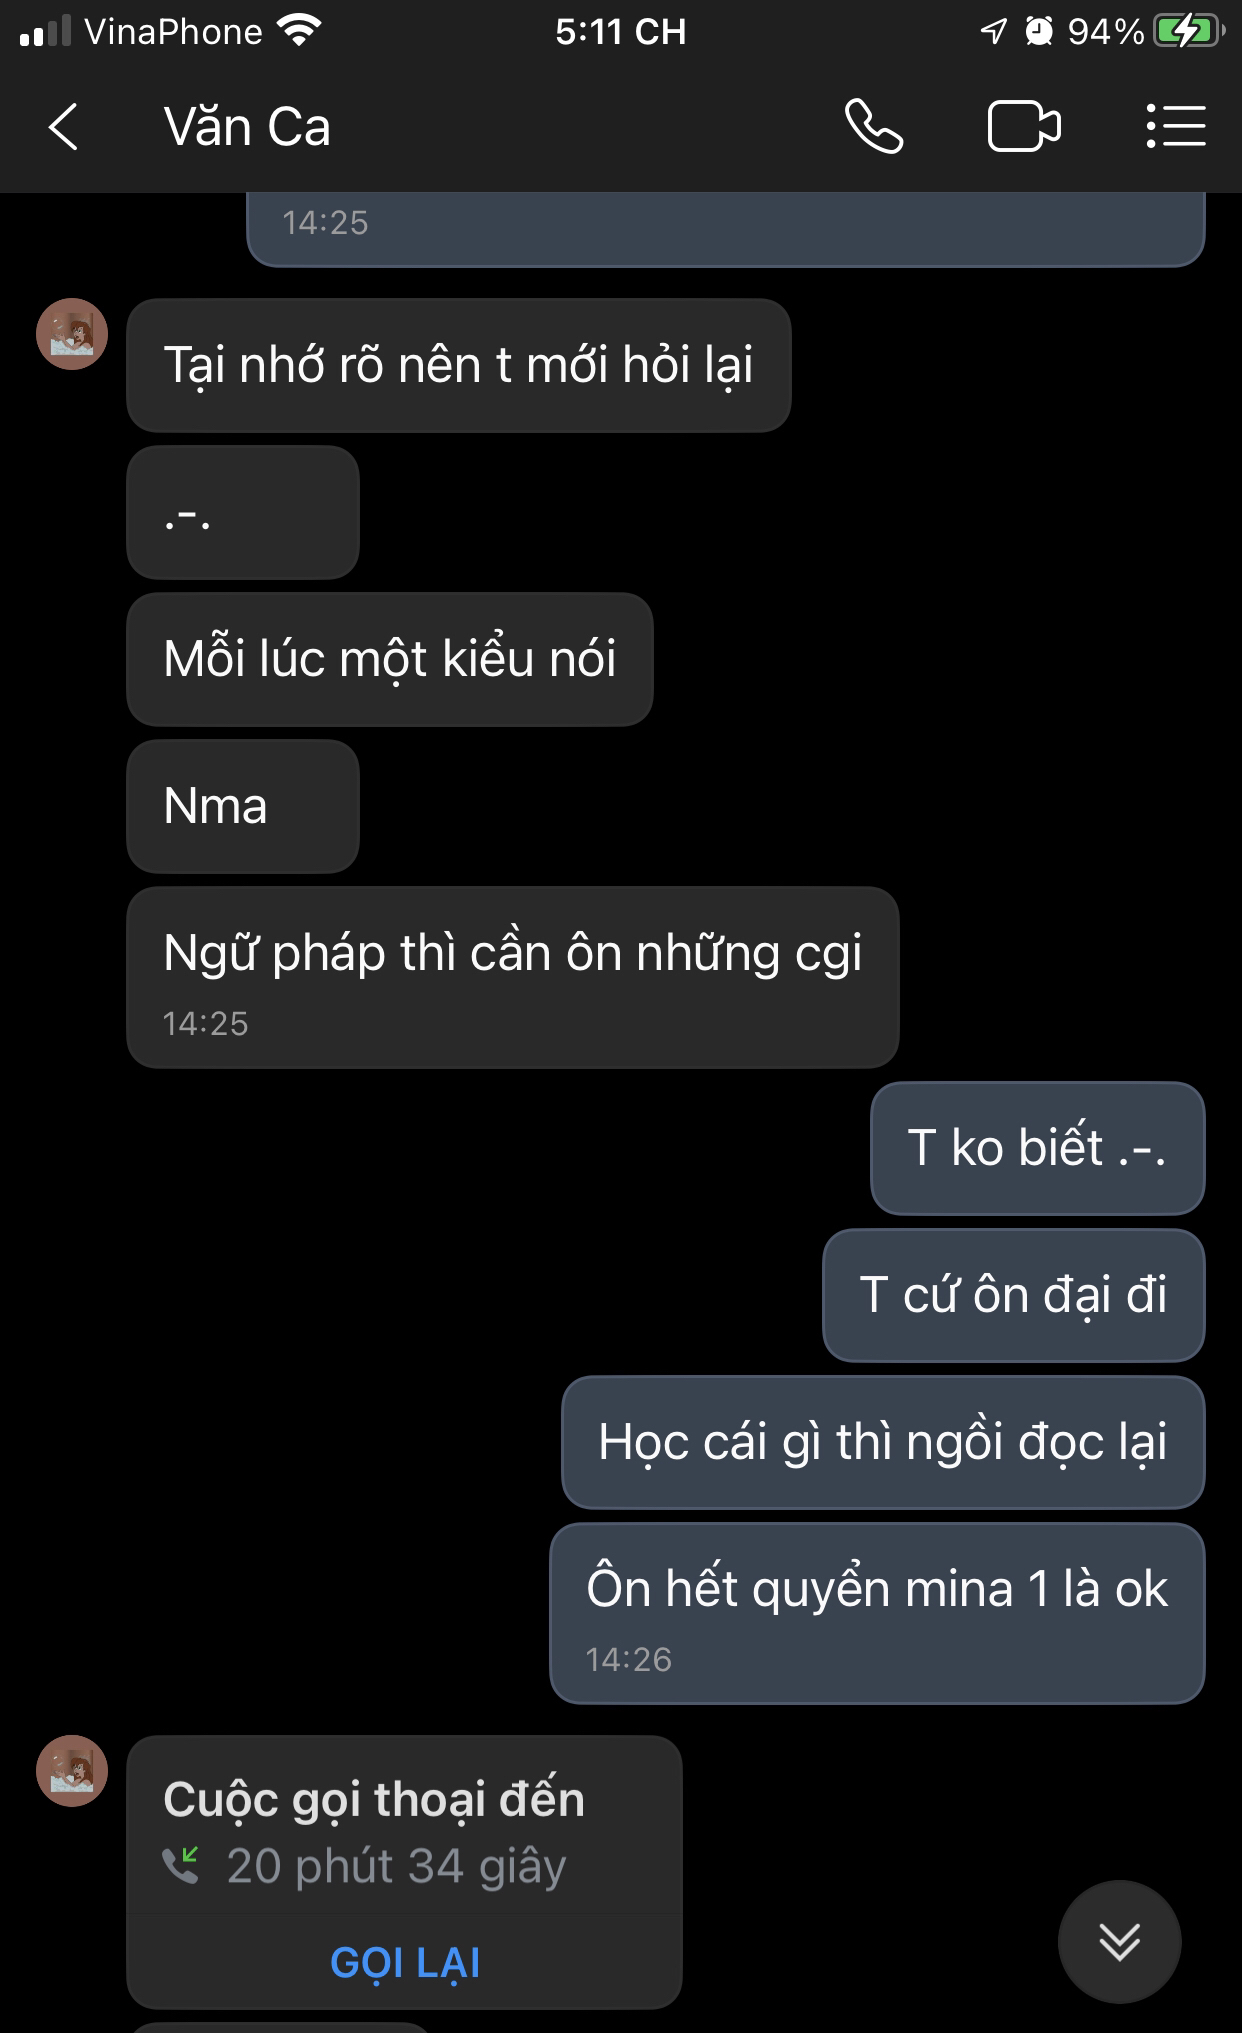 VinaPhone 5:11 CH 94%
Văn Ca
14:25
Tại nhớ rõ nên t mới hỏi lại
.-.
Mỗi lúc một kiểu nói
Nma
Ngữ pháp thì cần ôn những cgi
14:25
T ko biết .-.
T cứ ôn đại đi
Học cái gì thì ngồi đọc lại
Ôn hết quyển mina 1 là ok
14:26
Cuộc gọi thoại đến
20 phút 34 giây
GỌI LẠI